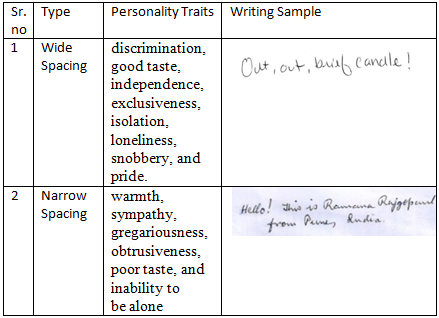 Sr. no Type Personality Traits Writing Sample
1 Wide Spacing
discrimination,
good taste,
independence,
exclusiveness,
isolation,
loneliness,
snobbery, and
pride.
Out, out, brief candle!
2 Narrow Spacing
warmth,
sympathy,
gregariousness,
obtrusiveness,
poor taste, and
inability to
be alone
Hello! This is Ramana
from Pune, India.